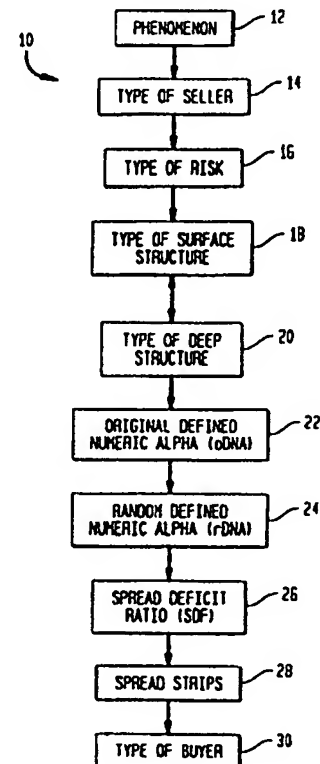 10
PHENOMENON
12
TYPE OF SELLER
14
TYPE OF RISK
16
TYPE OF SURFACE
STRUCTURE
18
TYPE OF DEEP
STRUCTURE
20
ORIGINAL DEFINED
NUMERIC ALPHA (oDNA)
22
RANDOM DEFINED
NUMERIC ALPHA (rDNA)
24
SPREAD DEFICIT
RATIO (SDF)
26
SPREAD STRIPS
28
TYPE OF BUYER
30